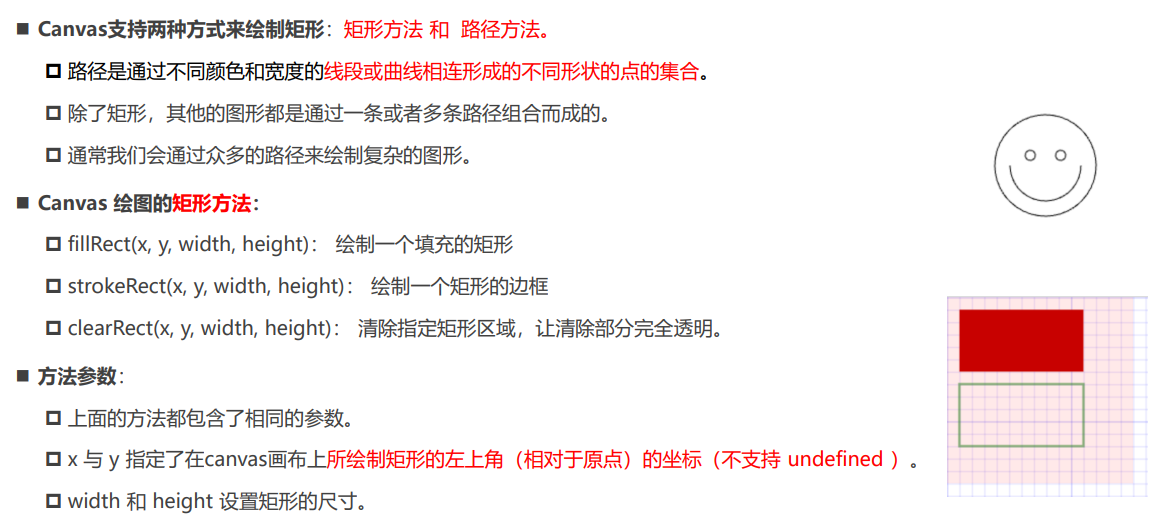 Canvas支持两种方式来绘制矩形：矩形方法 和 路径方法。
路径是通过不同颜色和宽度的线段或曲线相连形成的不同形状的点的集合。
除了矩形，其他的图形都是通过一条或者多条路径组合而成的。
通常我们会通过众多的路径来绘制复杂的图形。
Canvas 绘图的矩形方法：
fillRect(x, y, width, height)： 绘制一个填充的矩形
strokeRect(x, y, width, height)： 绘制一个矩形的边框
clearRect(x, y, width, height)： 清除指定矩形区域，让清除部分完全透明。
方法参数：
上面的方法都包含了相同的参数。
x 与 y 指定了在canvas画布上所绘制矩形的左上角（相对于原点）的坐标（不支持 undefined ）。
width 和 height 设置矩形的尺寸。